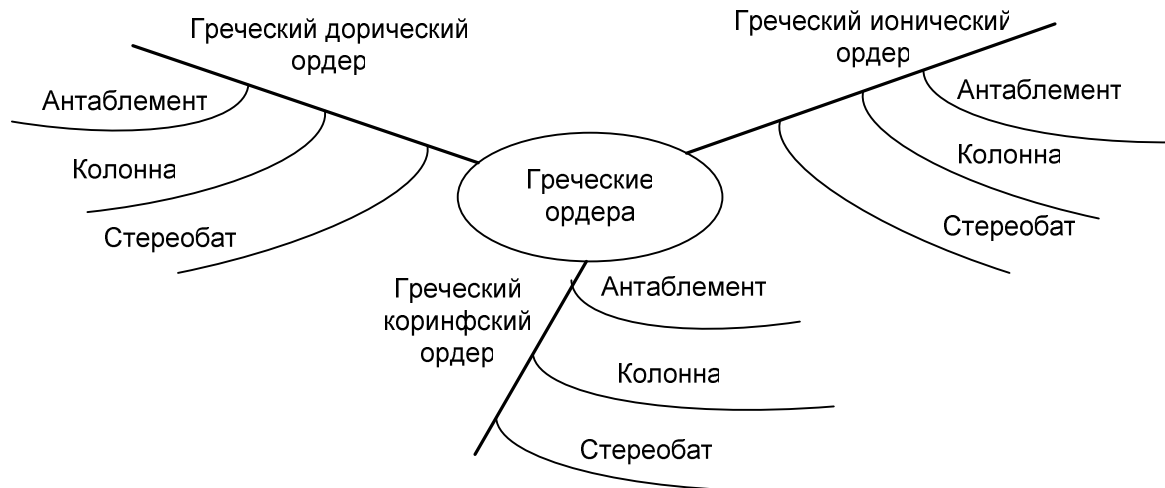 Греческий дорический
ордер
Антаблемент
Колонна
Стереобат
Греческий ионический
ордер
Антаблемент
Колонна
Стереобат
Греческие
ордера
Греческий
коринфский
ордер
Антаблемент
Колонна
Стереобат